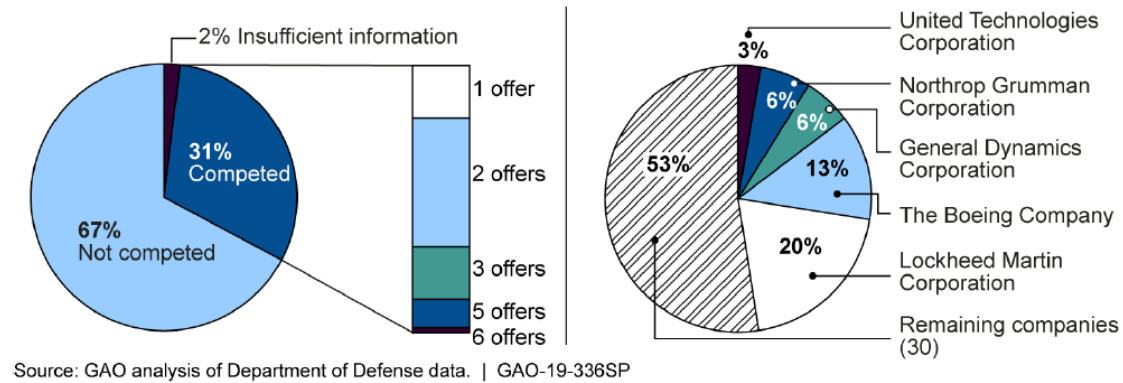 2% Insufficient information
31%
Competed
67%
Not competed
1 offer
2 offers
3 offers
5 offers
6 offers
United Technologies
Corporation
3%
Northrop Grumman
Corporation
6%
General Dynamics
Corporation
6%
The Boeing Company
13%
Lockheed Martin
Corporation
20%
Remaining companies
(30)
53%
Source: GAO analysis of Department of Defense data. | GAO-19-336SP